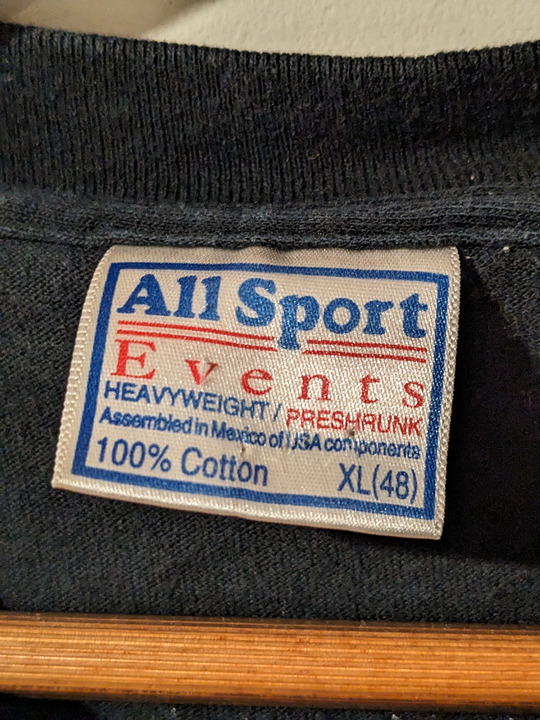 All Sport
Events
HEAVYWEIGHT / PRESHRUNK
Assembled in Mexico of USA components
100% Cotton XL(48)